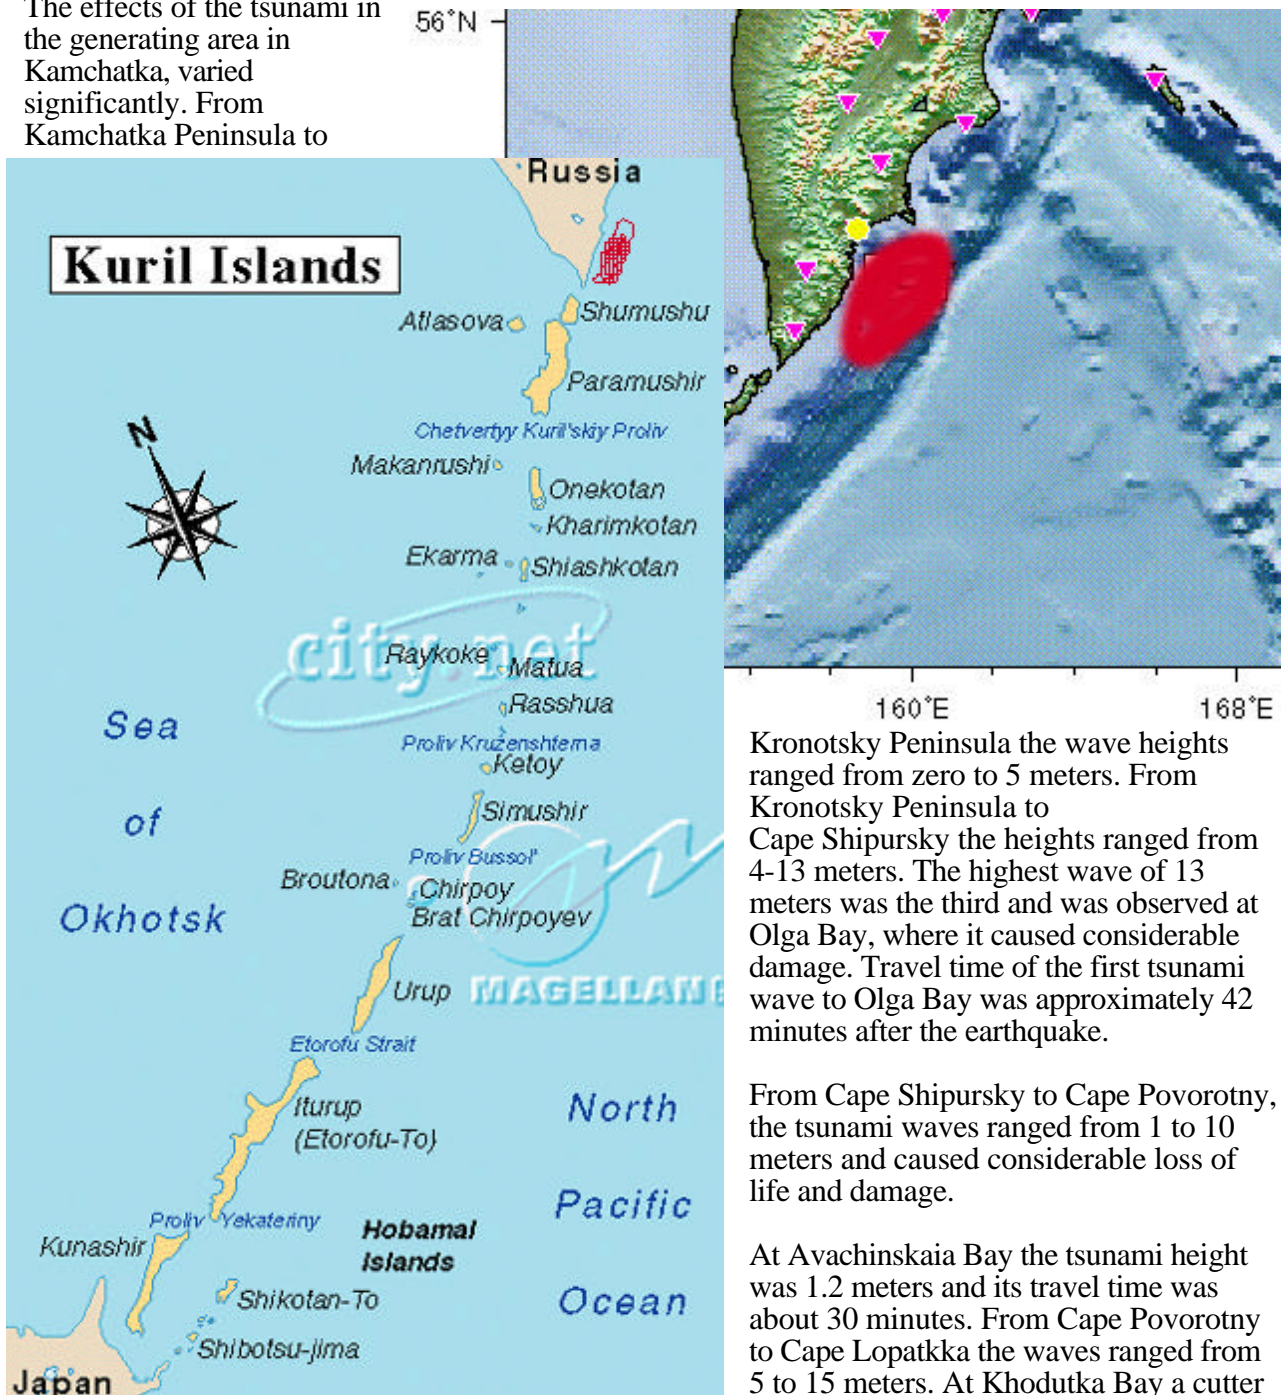 The effects of the tsunami in
the generating area in
Kamchatka, varied
significantly. From
Kamchatka Peninsula to
56°N
160°E
168°E
Russia
Kuril Islands
Atlasova
Shumushu
Paramushir
Chetvertyy Kuril'skiy Proliv
Makanrushi
Onekotan
Kharimkotan
Ekarma
Shiashkotan
city.net
Raykoke
Matua
Rasshua
Proliv Kruzenshterna
Ketoy
Simushir
Proliv Bussol'
Broutona
Chirpoy
Brat Chirpoyev
MAGELLAN
Urup
Etorofu Strait
Iturup
(Etorofu-To)
Proliv Yekateriny
Kunashir
Hobamal
Islands
Shikotan-To
Shibotsu-jima
Japan
N
Sea
of
Okhotsk
North
Pacific
Ocean
Kronotsky Peninsula the wave heights
ranged from zero to 5 meters. From
Kronotsky Peninsula to
Cape Shipursky the heights ranged from
4-13 meters. The highest wave of 13
meters was the third and was observed at
Olga Bay, where it caused considerable
damage. Travel time of the first tsunami
wave to Olga Bay was approximately 42
minutes after the earthquake.
From Cape Shipursky to Cape Povorotny,
the tsunami waves ranged from 1 to 10
meters and caused considerable loss of
life and damage.
At Avachinskaia Bay the tsunami height
was 1.2 meters and its travel time was
about 30 minutes. From Cape Povorotny
to Cape Lopatkka the waves ranged from
5 to 15 meters. At Khodutka Bay a cutter